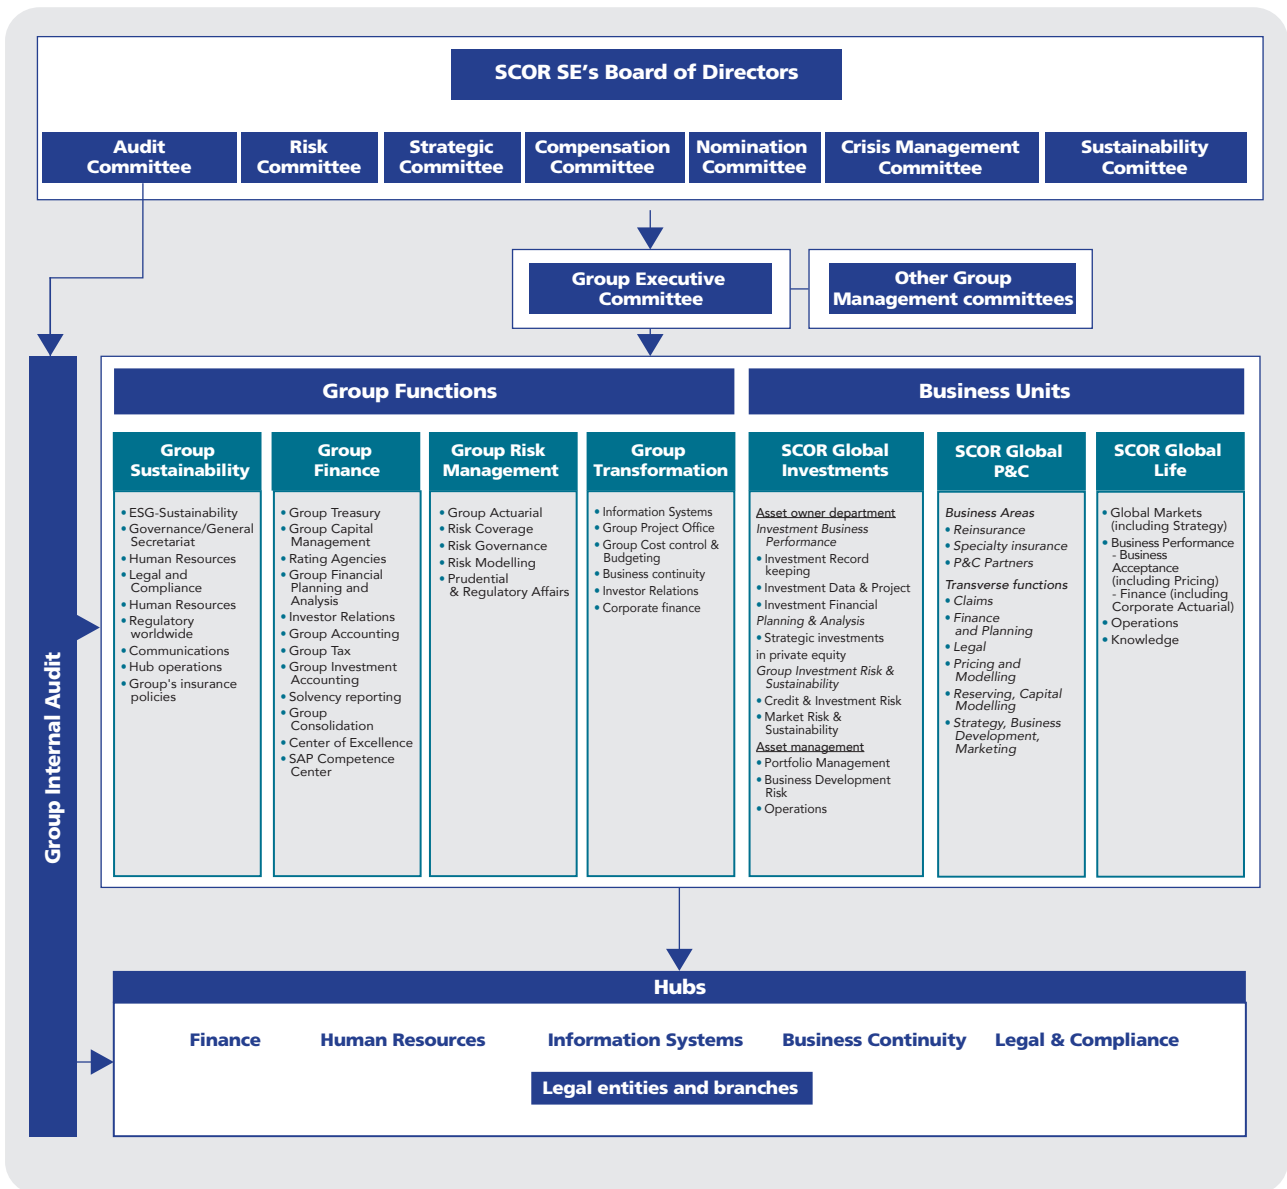 SCOR SE's Board of Directors
Audit
Committee
Risk
Committee
Strategic
Committee
Compensation
Committee
Nomination
Committee
Crisis Management
Committee
Sustainability
Comittee
Group Executive
Committee
Other Group
Management committees
Group Internal Audit
Group Functions
Business Units
Group
Sustainability
• ESG-Sustainability
• Governance/General
Secretariat
• Human Resources
• Legal and
Compliance
• Human Resources
• Regulatory
worldwide
• Communications
• Hub operations
• Group's insurance
policies
Group
Finance
• Group Treasury
• Group Capital
Management
• Rating Agencies
• Group Financial
Planning and
Analysis
• Investor Relations
• Group Accounting
• Group Tax
• Group Investment
Accounting
• Solvency reporting
• Group
Consolidation
• Center of Excellence
• SAP Competence
Center
Group Risk
Management
• Group Actuarial
• Risk Coverage
• Risk Governance
• Risk Modelling
• Prudential
& Regulatory Affairs
Group
Transformation
• Information Systems
• Group Project Office
• Group Cost control &
Budgeting
• Business continuity
• Investor Relations
• Corporate finance
SCOR Global
Investments
Asset owner department
Investment Business
Performance
• Investment Record
keeping
• Investment Data & Project
• Investment Financial
Planning & Analysis
• Strategic investments
in private equity
Group Investment Risk &
Sustainability
• Credit & Investment Risk
• Market Risk &
Sustainability
Asset management
• Portfolio Management
• Business Development
Risk
• Operations
SCOR Global
P&C
Business Areas
• Reinsurance
• Specialty insurance
• P&C Partners
Transverse functions
• Claims
• Finance
and Planning
• Legal
• Pricing and
Modelling
• Reserving, Capital
Modelling
• Strategy, Business
Development,
Marketing
SCOR Global
Life
• Global Markets
(including Strategy)
• Business Performance
- Business
Acceptance
(including Pricing)
- Finance (including
Corporate Actuarial)
• Operations
• Knowledge
Hubs
Finance
Human Resources
Information Systems
Business Continuity
Legal & Compliance
Legal entities and branches